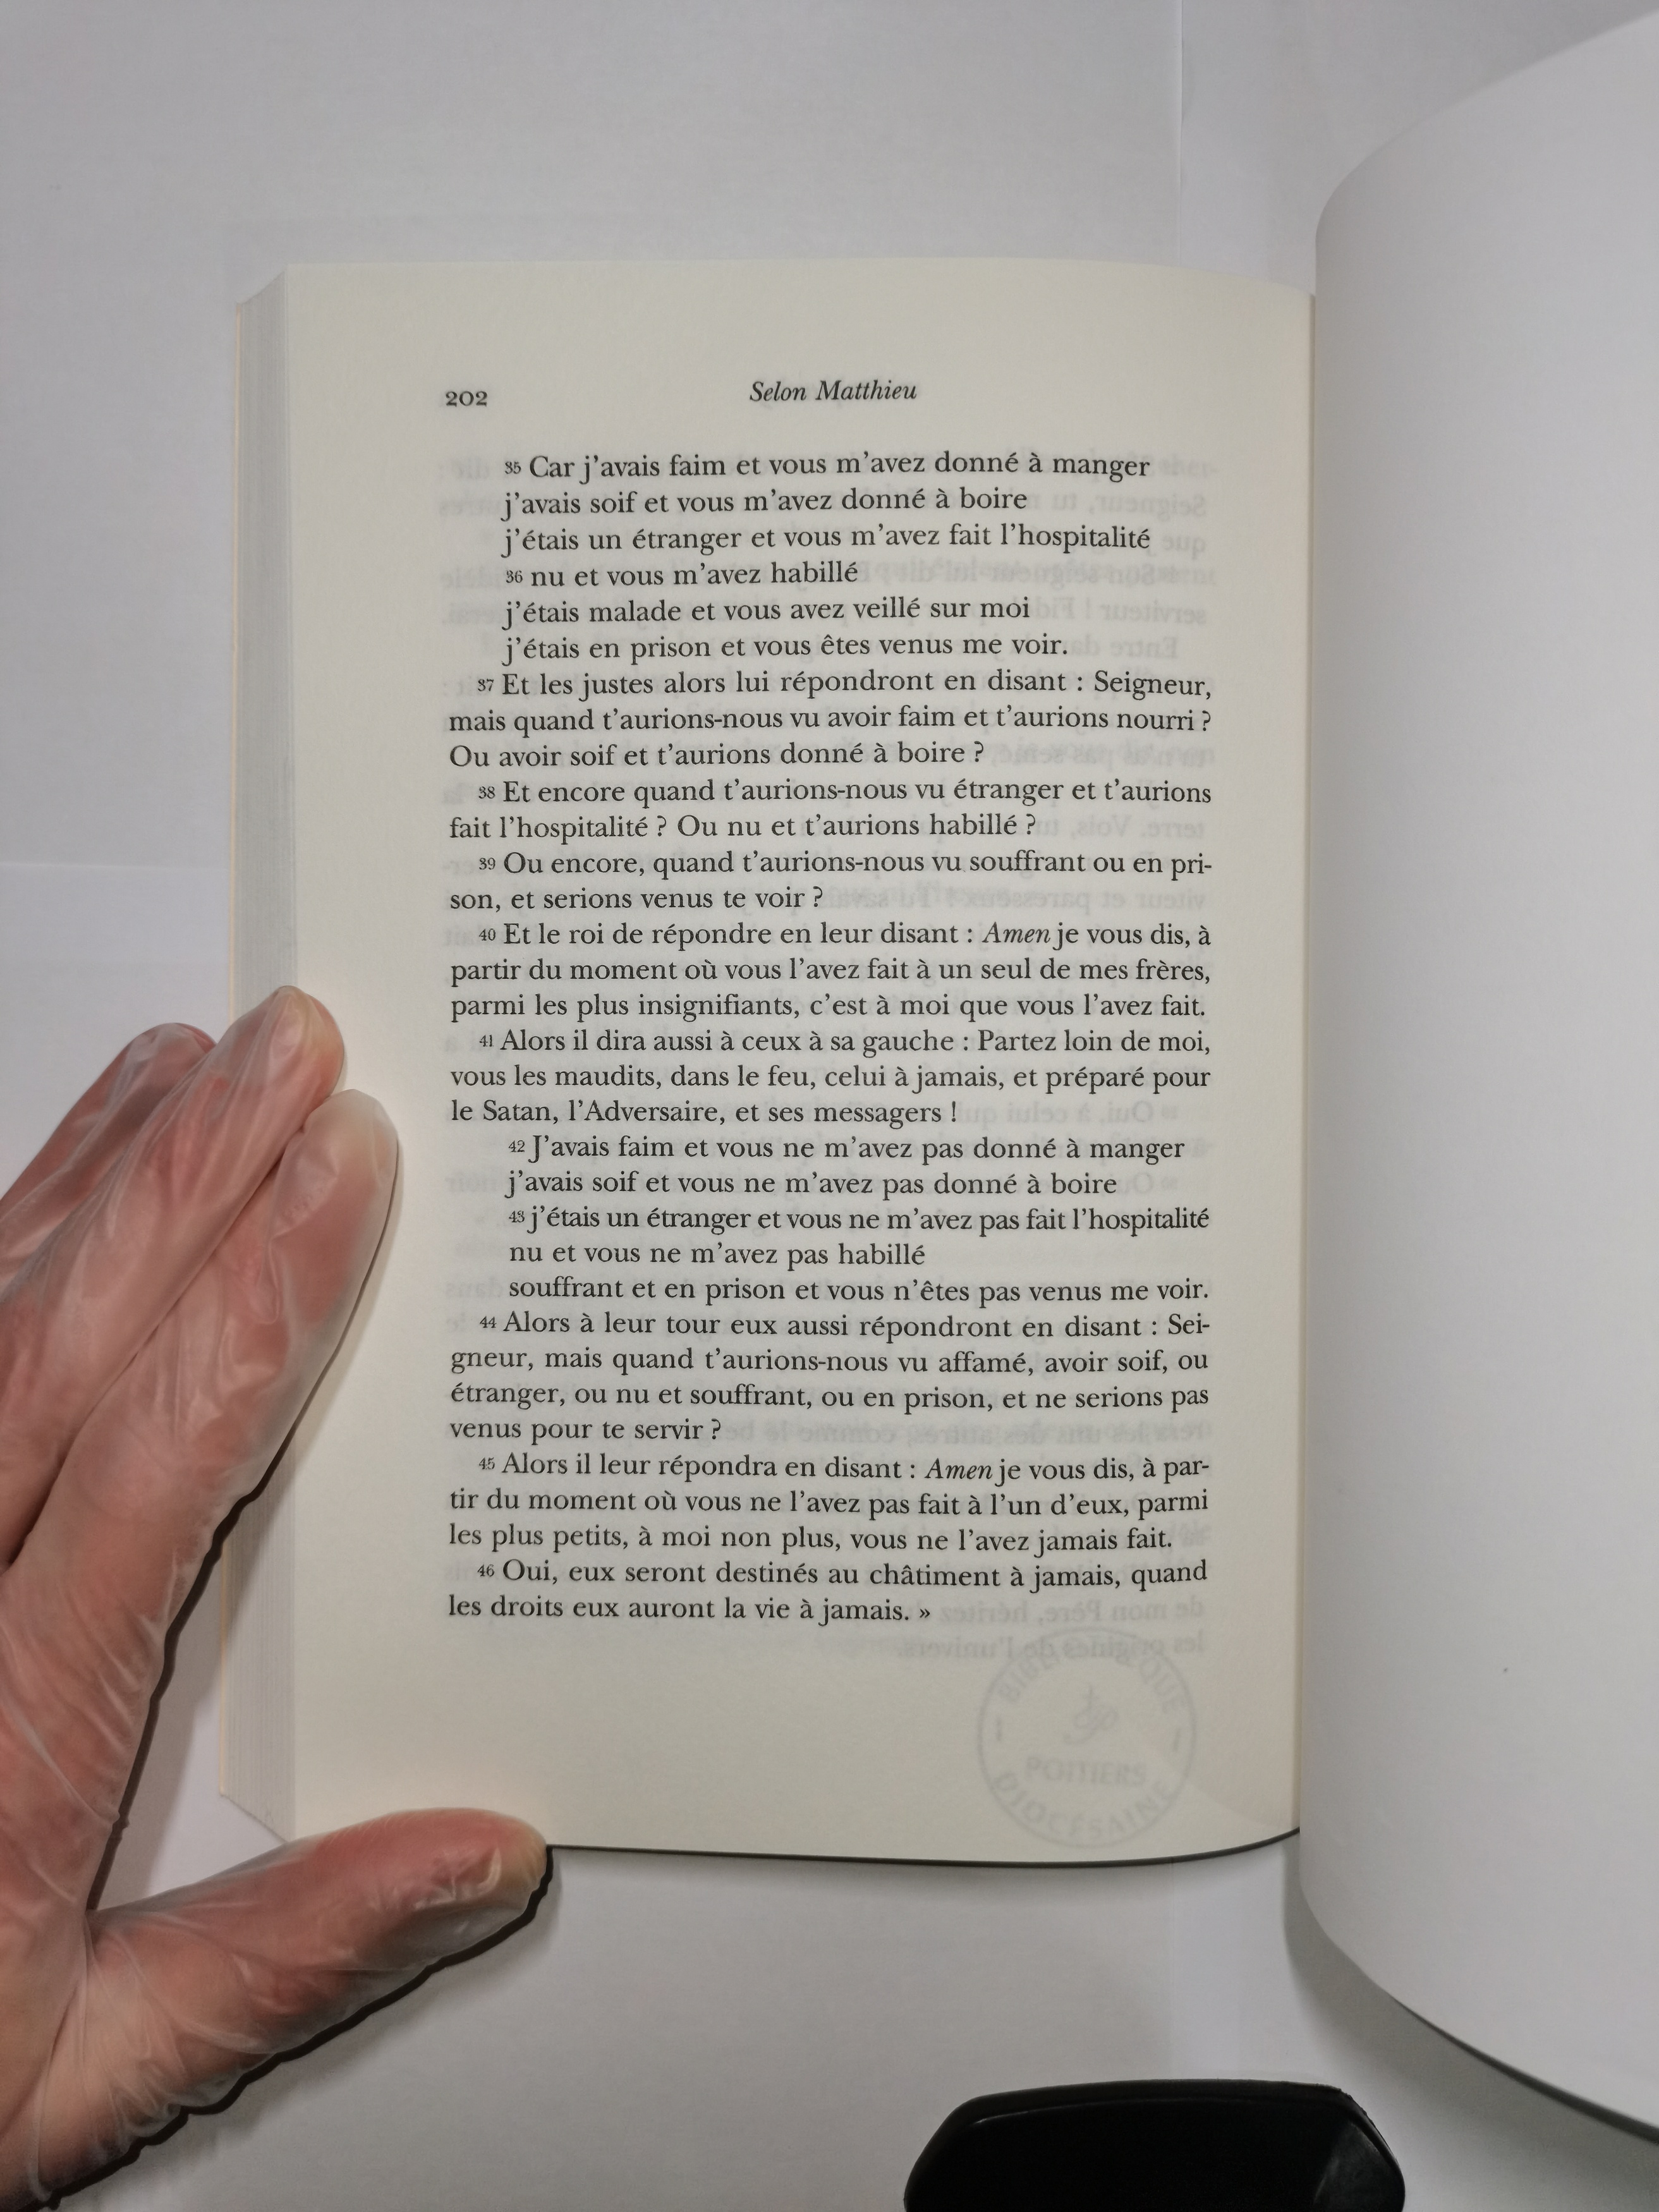 202
Selon Matthieu
35 Car j’avais faim et vous m’avez donné à manger
j’avais soif et vous m’avez donné à boire
j’étais un étranger et vous m’avez fait l’hospitalité
36 nu et vous m’avez habillé
j’étais malade et vous avez veillé sur moi
j’étais en prison et vous êtes venus me voir.
37 Et les justes alors lui répondront en disant : Seigneur,
mais quand t’aurions-nous vu avoir faim et t’aurions nourri ?
Ou avoir soif et t’aurions donné à boire ?
38 Et encore quand t’aurions-nous vu étranger et t’aurions
fait l’hospitalité ? Ou nu et t’aurions habillé ?
39 Ou encore, quand t’aurions-nous vu souffrant ou en pri-
son, et serions venus te voir ?
40 Et le roi de répondre en leur disant : Amen je vous dis, à
partir du moment où vous l’avez fait à un seul de mes frères,
parmi les plus insignifiants, c’est à moi que vous l’avez fait.
41 Alors il dira aussi à ceux à sa gauche : Partez loin de moi,
vous les maudits, dans le feu, celui à jamais, et préparé pour
le Satan, l’Adversaire, et ses messagers !
42 J’avais faim et vous ne m’avez pas donné à manger
j’avais soif et vous ne m’avez pas donné à boire
43 j’étais un étranger et vous ne m’avez pas fait l’hospitalité
nu et vous ne m’avez pas habillé
souffrant et en prison et vous n’êtes pas venus me voir.
44 Alors à leur tour eux aussi répondront en disant : Sei-
gneur, mais quand t’aurions-nous vu affamé, avoir soif, ou
étranger, ou nu et souffrant, ou en prison, et ne serions pas
venus pour te servir ?
45 Alors il leur répondra en disant : Amen je vous dis, à par-
tir du moment où vous ne l’avez pas fait à l’un d’eux, parmi
les plus petits, à moi non plus, vous ne l’avez jamais fait.
46 Oui, eux seront destinés au châtiment à jamais, quand
les droits eux auront la vie à jamais. »
POITIERS
DIOCÉSAINE